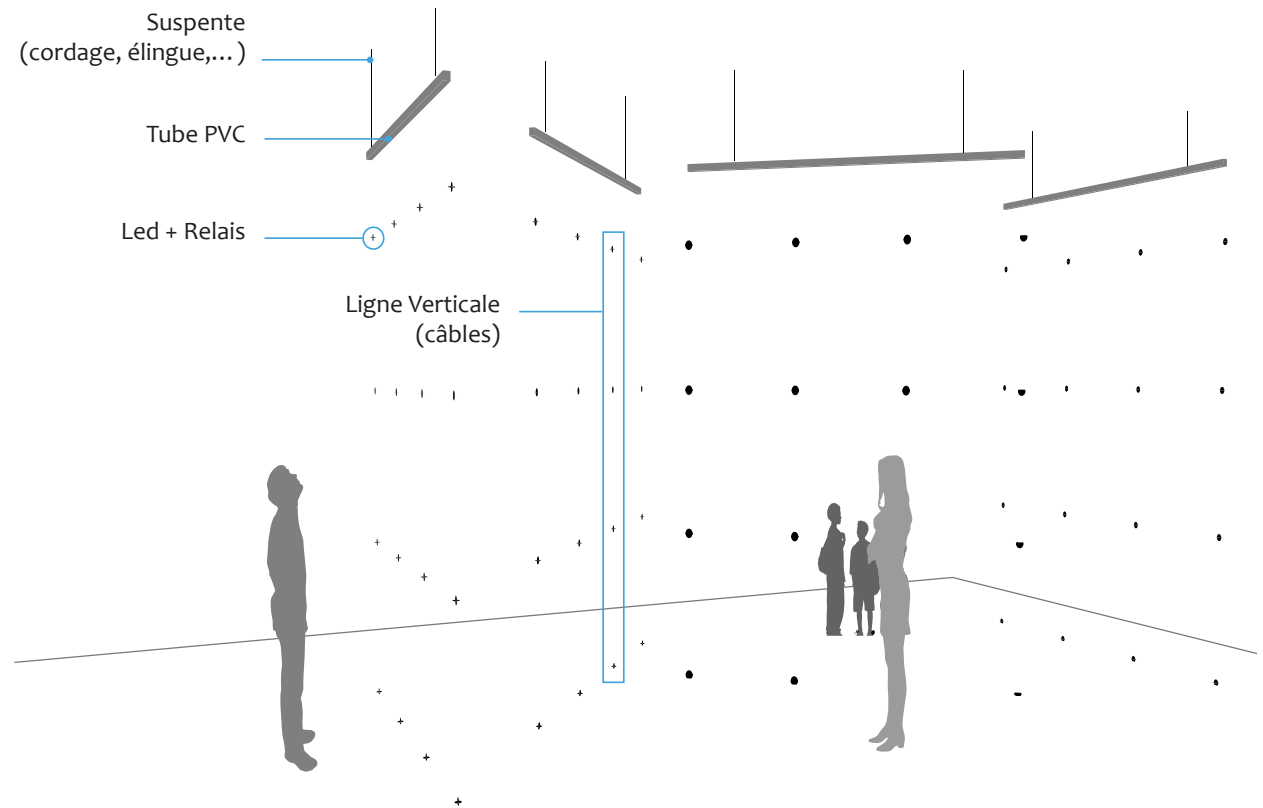 Suspente
(cordage, élingue,...)
Tube PVC
Led + Relais
Ligne Verticale
(câbles)